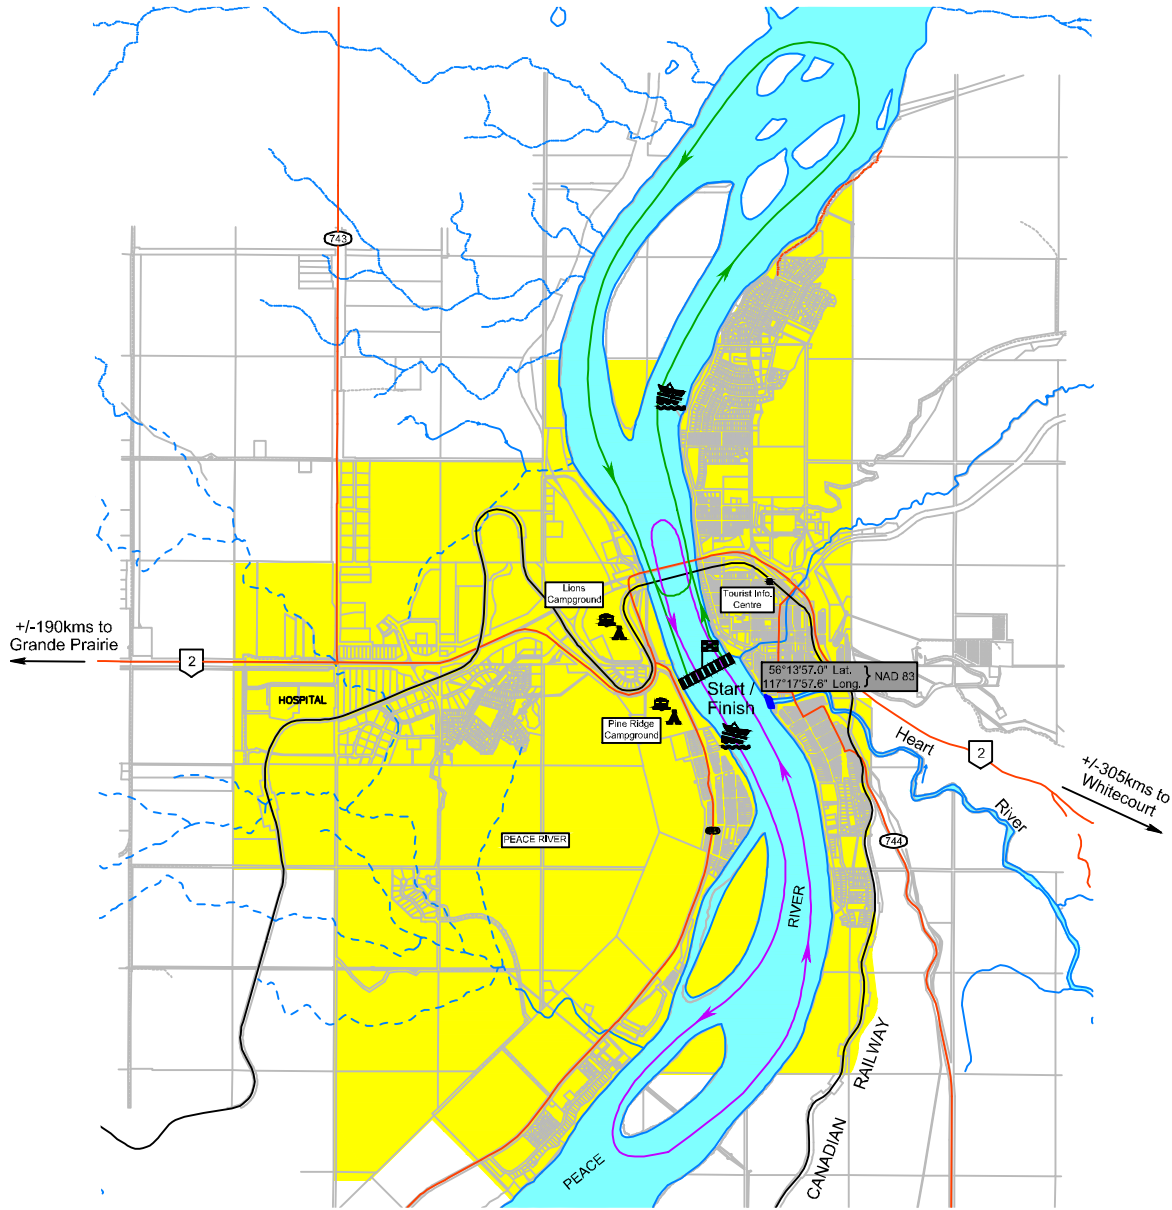 743
+/-190kms to
Grande Prairie
2
Lions
Campground
Tourist Info.
Centre
56°13'57.0" Lat.
117°17'57.6" Long.
} NAD 83
HOSPITAL
Start /
Finish
Pine Ridge
Campground
Heart
River
2
+/-305kms to
Whitecourt
PEACE RIVER
744
RIVER
PEACE
CANADIAN
RAILWAY